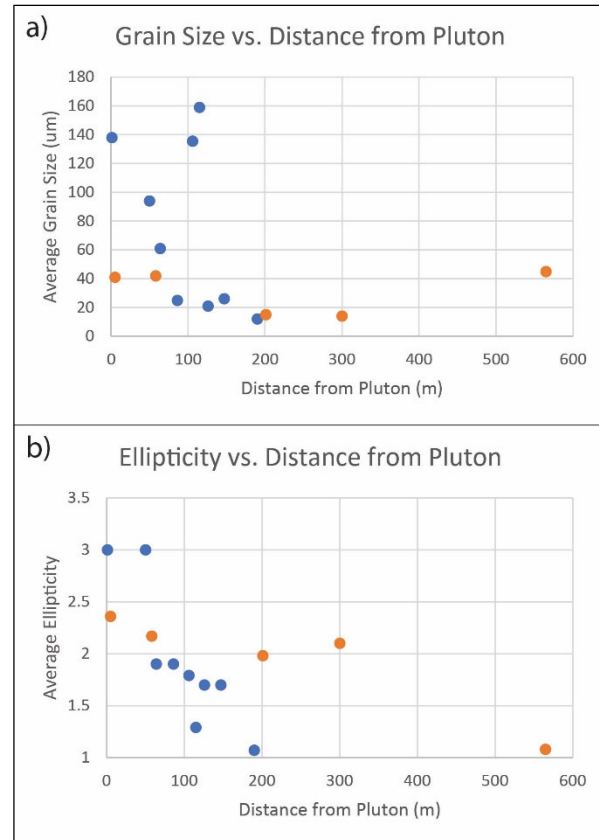 a)
Grain Size vs. Distance from Pluton
Average Grain Size (um)
180
160
140
120
100
80
60
40
20
0
0 100 200 300 400 500 600
Distance from Pluton (m)
b)
Ellipticity vs. Distance from Pluton
Average Ellipticity
3.5
3
2.5
2
1.5
1
0 100 200 300 400 500 600
Distance from Pluton (m)